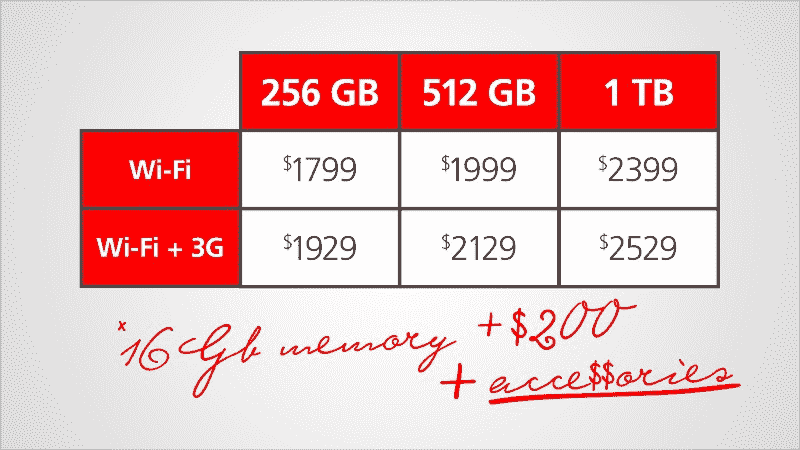 256 GB 512 GB 1 TB
Wi-Fi $1799 $1999 $2399
Wi-Fi + 3G $1929 $2129 $2529
x 16 Gb memory +$200
+ acce$$ories